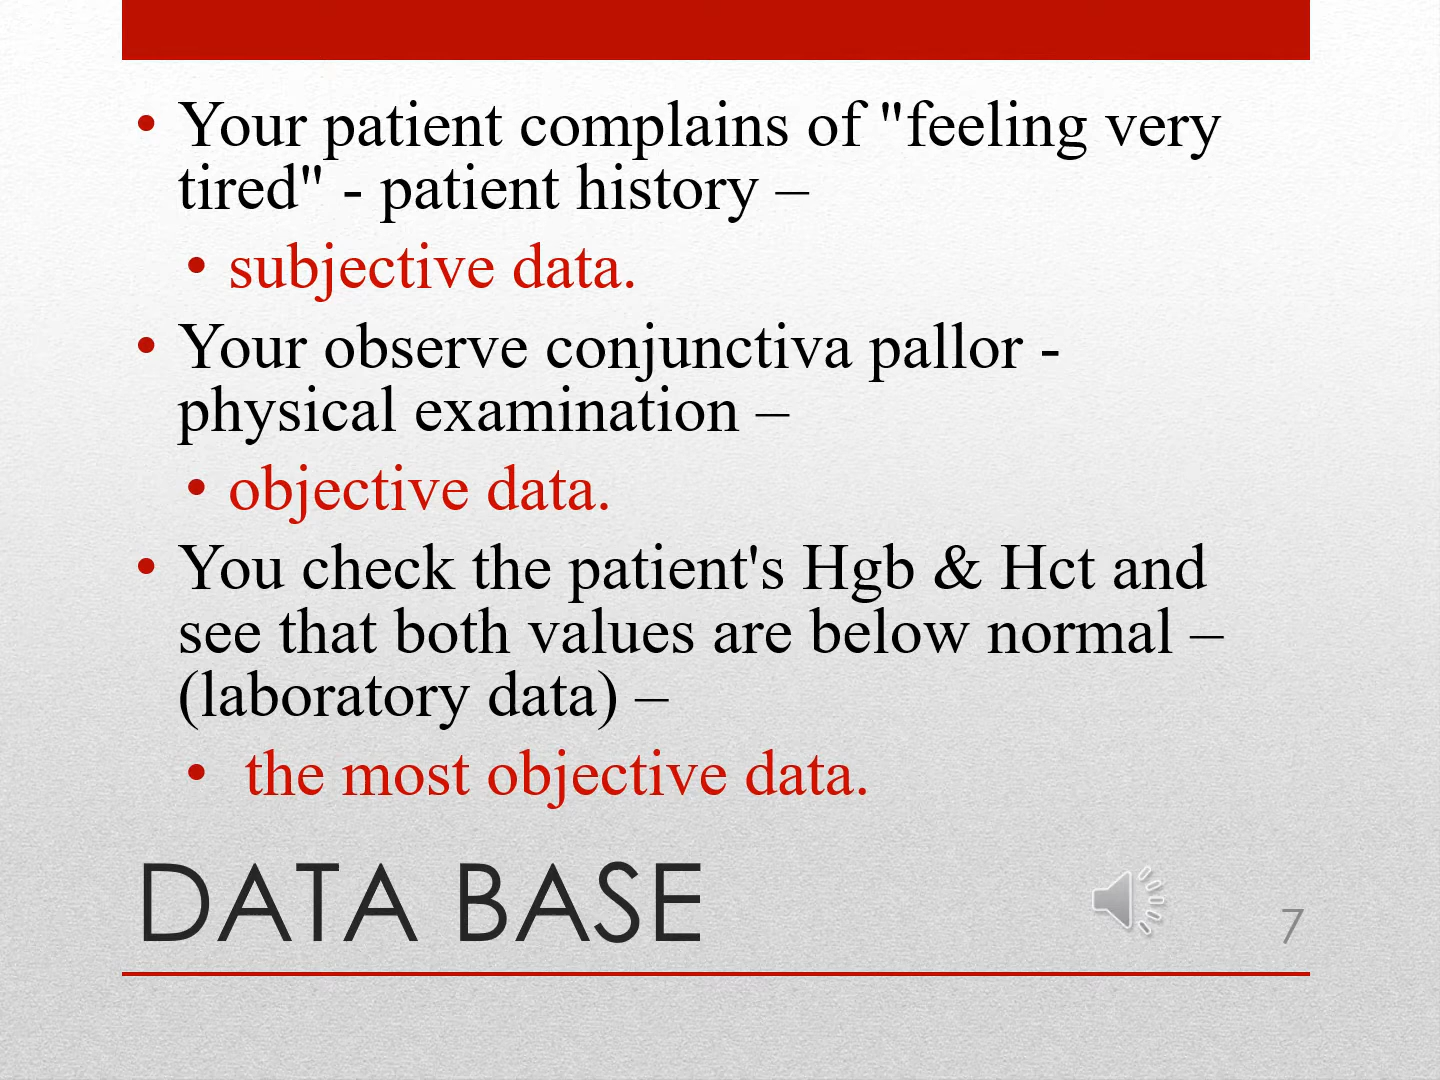 • Your patient complains of "feeling very
tired" - patient history –
• subjective data.
• Your observe conjunctiva pallor -
physical examination –
• objective data.
• You check the patient's Hgb & Hct and
see that both values are below normal –
(laboratory data) –
• the most objective data.
DATA BASE
7